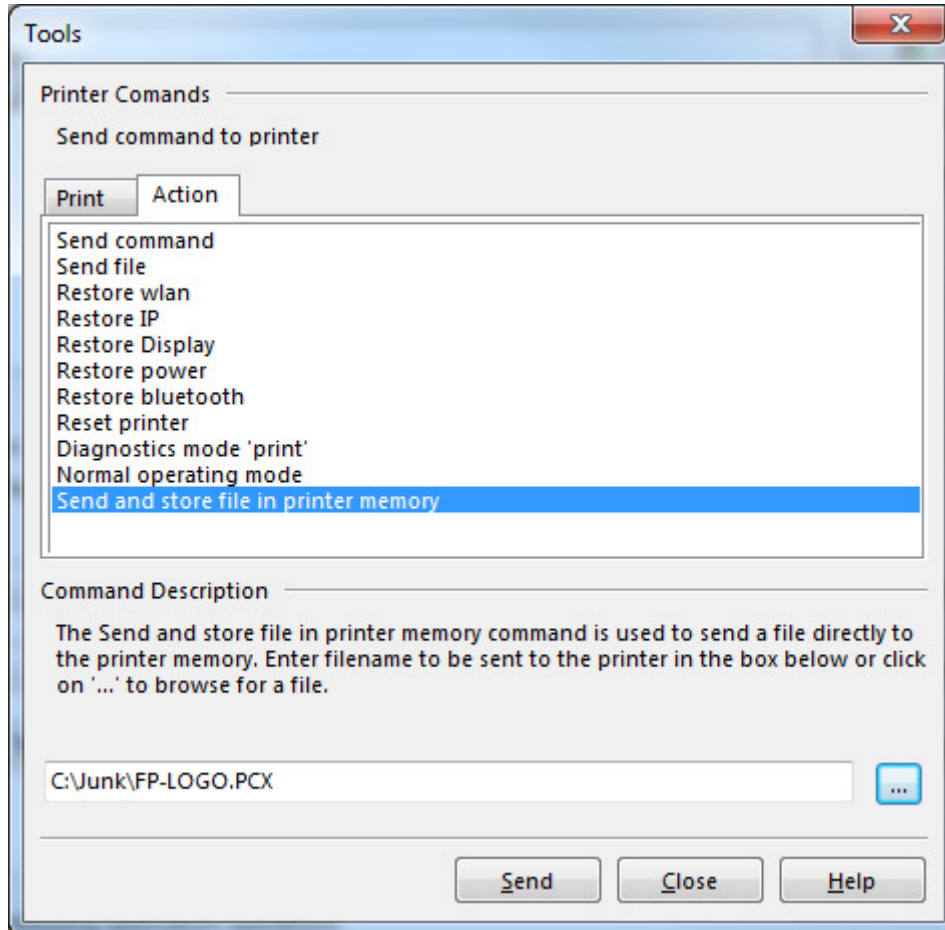 Tools
Printer Comands
Send command to printer
Print Action
Send command
Send file
Restore wlan
Restore IP
Restore Display
Restore power
Restore bluetooth
Reset printer
Diagnostics mode 'print'
Normal operating mode
Send and store file in printer memory
Command Description
The Send and store file in printer memory command is used to send a file directly to
the printer memory. Enter filename to be sent to the printer in the box below or click
on '...' to browse for a file.
C:\Junk\FP-LOGO.PCX
...
Send Close Help